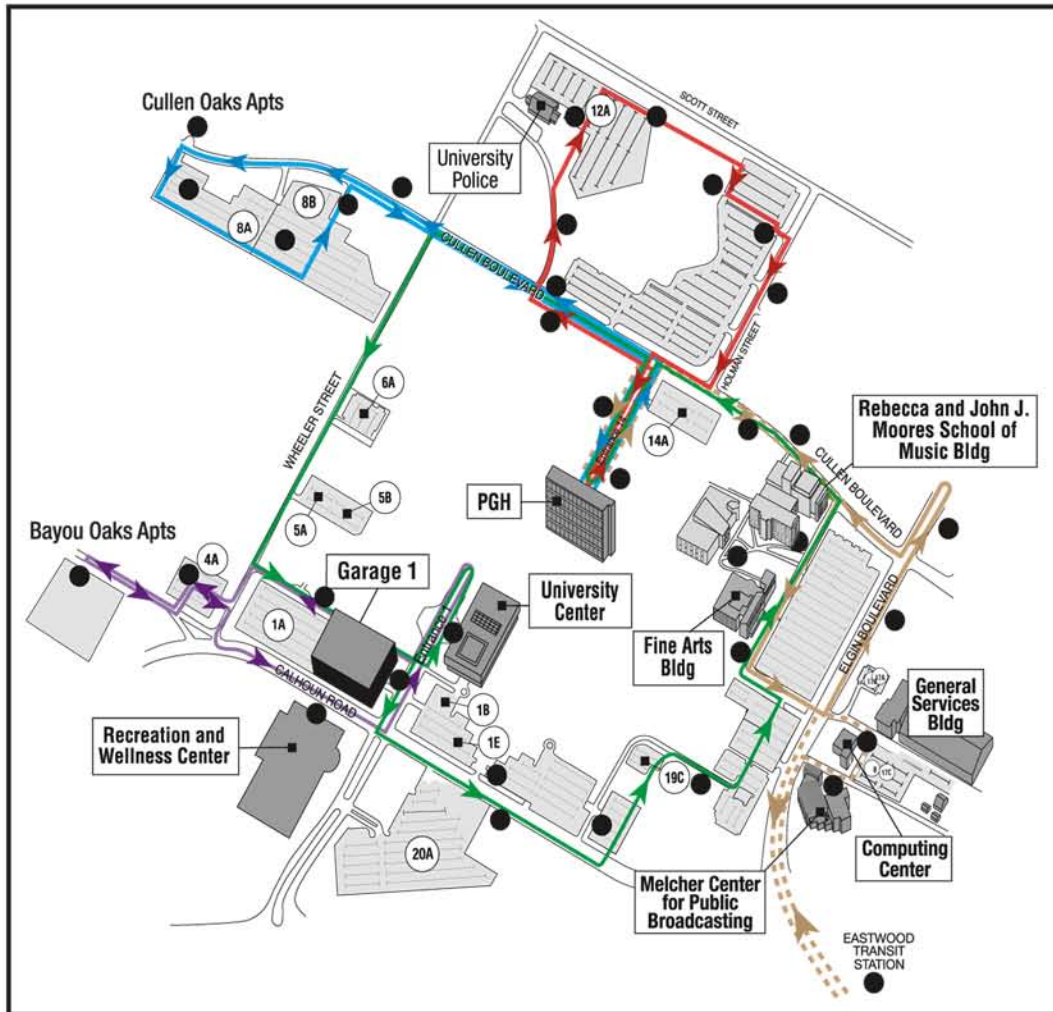 SCOTT STREET
Cullen Oaks Apts
12A
University
Police
8B
8A
CULLEN BOULEVARD
HOLMAN STREET
WHEELER STREET
6A
14A
Rebecca and John J.
Moores School of
Music Bldg
CULLEN BOULEVARD
PGH
5B
5A
Bayou Oaks Apts
4A
Garage 1
University
Center
1A
Entrance 1
Fine Arts
Bldg
ELGIN BOULEVARD
General
Services
Bldg
CALHOUN ROAD
1B
1E
Recreation and
Wellness Center
19C
17C
20A
Computing
Center
Melcher Center
for Public
Broadcasting
EASTWOOD
TRANSIT
STATION